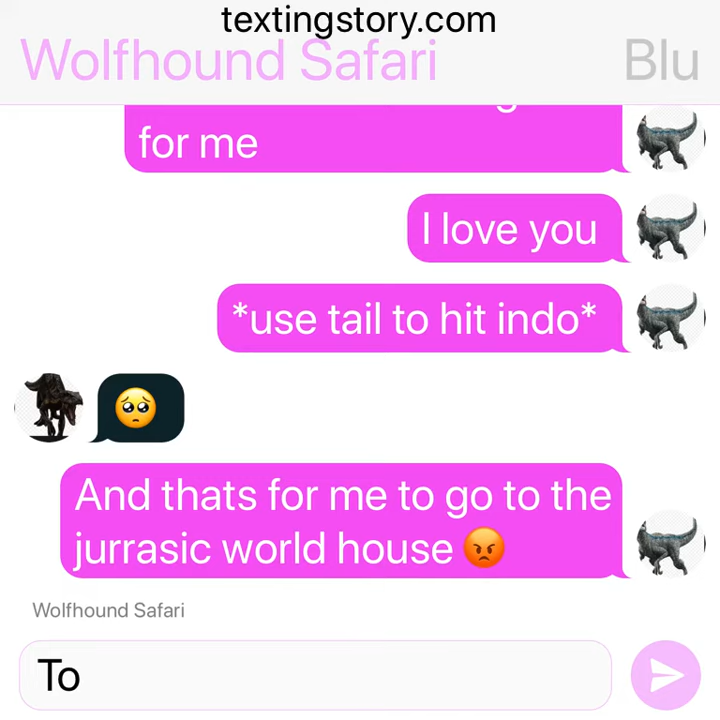 textingstory.com
Wolfhound Safari
Blu
for me
I love you
*use tail to hit indo*
🥺
And thats for me to go to the
jurrasic world house 😡
Wolfhound Safari
To